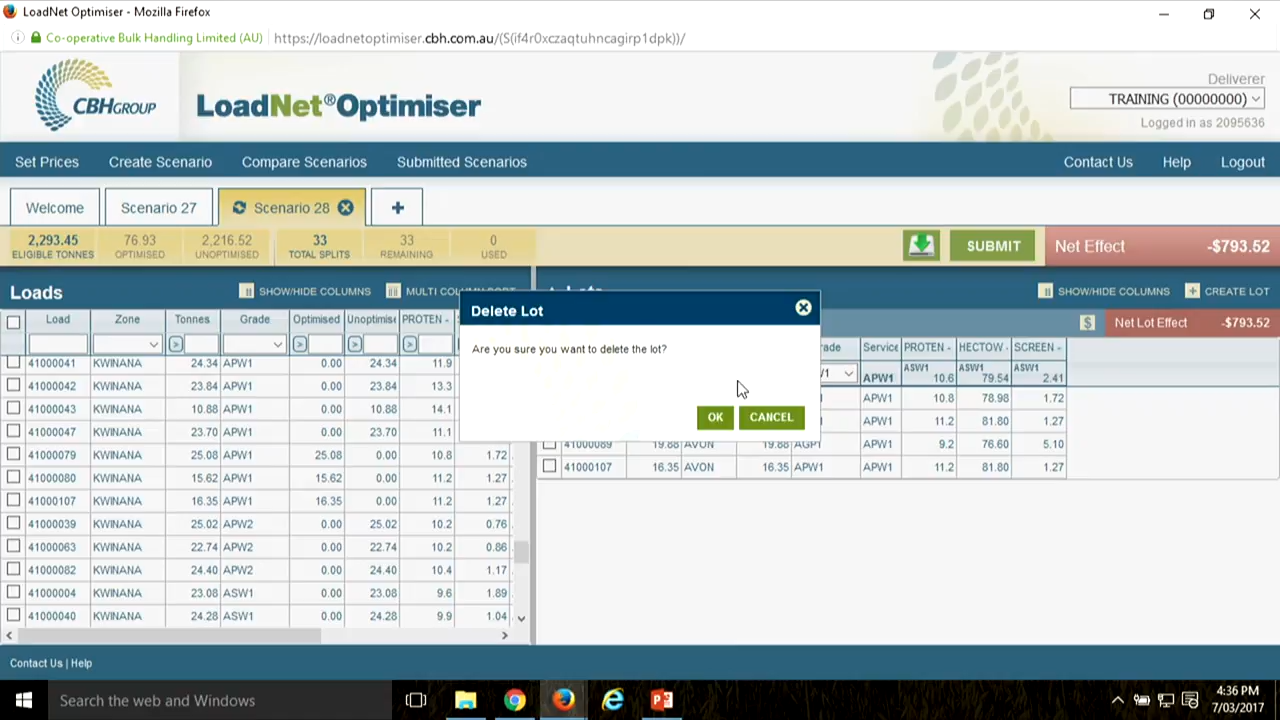 LoadNet Optimiser - Mozilla Firefox
Co-operative Bulk Handling Limited (AU) https://loadnetoptimiser.cbh.com.au/(S(if4r0xczaqtuhncagirp1dpk))/
CBHGROUP
LoadNet®Optimiser
Deliverer
TRAINING (00000000)
Logged in as 2095636
Set Prices Create Scenario Compare Scenarios Submitted Scenarios Contact Us Help Logout
Welcome Scenario 27 Scenario 28
2,293.45 76.93 2,216.52 33 33 0
ELIGIBLE TONNES OPTIMISED UNOPTIMISED TOTAL SPLITS REMAINING USED
SUBMIT Net Effect -$793.52
Loads SHOW/HIDE COLUMNS
SHOW/HIDE COLUMNS CREATE LOT
Net Lot Effect -$793.52
Delete Lot
Are you sure you want to delete the lot?
OK CANCEL
Load Zone Tonnes Grade Optimised Unoptimise PROTEN -
41000041 KWINANA 24.34 APW1 0.00 24.34 11.9
41000042 KWINANA 23.84 APW1 0.00 23.84 13.3
41000043 KWINANA 10.88 APW1 0.00 10.88 14.1
41000047 KWINANA 23.70 APW1 0.00 23.70 11.1
41000079 KWINANA 25.08 APW1 25.08 0.00 10.8 1.72
41000080 KWINANA 15.62 APW1 15.62 0.00 11.2 1.27
41000107 KWINANA 16.35 APW1 16.35 0.00 11.2 1.27
41000039 KWINANA 25.02 APW2 0.00 25.02 10.2 0.76
41000063 KWINANA 22.74 APW2 0.00 22.74 10.2 0.86
41000082 KWINANA 24.40 APW2 0.00 24.40 10.4 1.17
41000004 KWINANA 23.08 ASW1 0.00 23.08 9.6 1.89
41000040 KWINANA 24.28 ASW1 0.00 24.28 9.9 1.04
Service PROTEN - HECTOW - SCREEN -
APW1 ASW1 10.6 ASW1 79.54 ASW1 2.41
APW1 10.8 78.98 1.72
APW1 11.2 81.80 1.27
41000089 19.88 AVON 19.88 AGP1 APW1 9.2 76.60 5.10
41000107 16.35 AVON 16.35 APW1 APW1 11.2 81.80 1.27
Contact Us | Help
Search the web and Windows
4:36 PM
7/03/2017